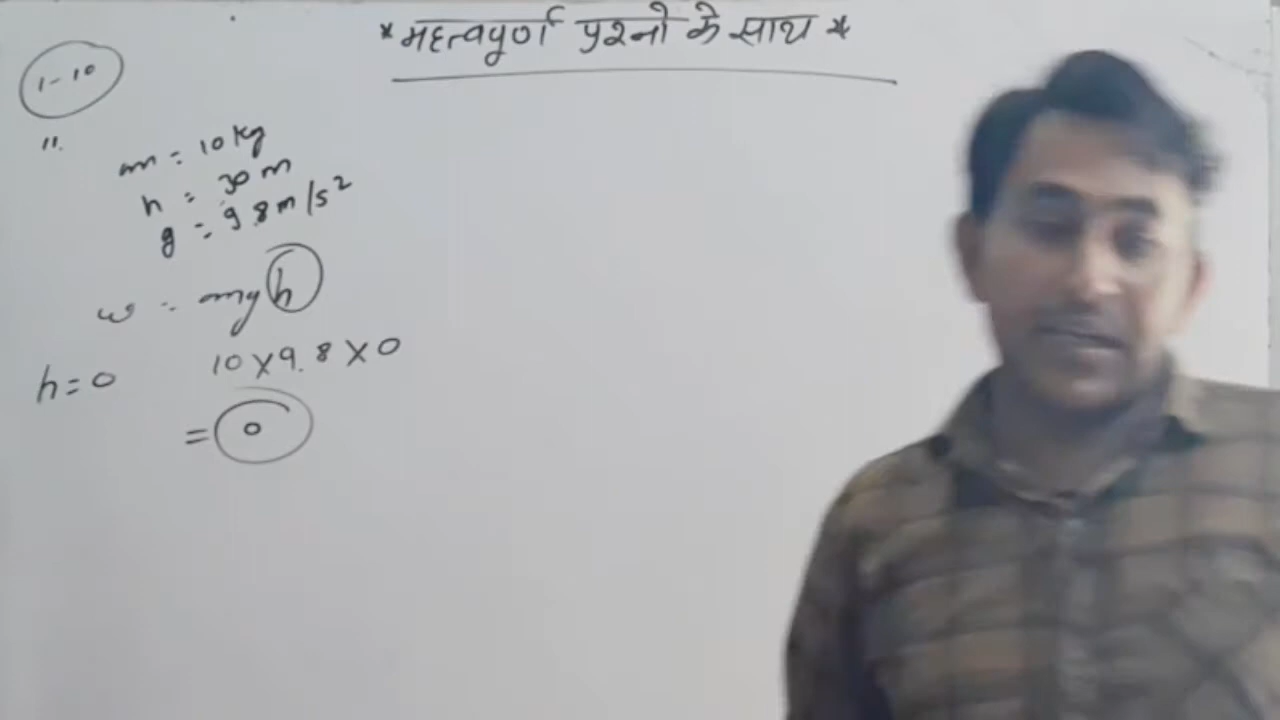 *महत्वपुर्ण प्रश्नो के साथ*
1-10
11.
m = 10 kg
h = 30 m
g = 9.8 m/s²
w = mgh
h=0 10×9.8×0
= 0